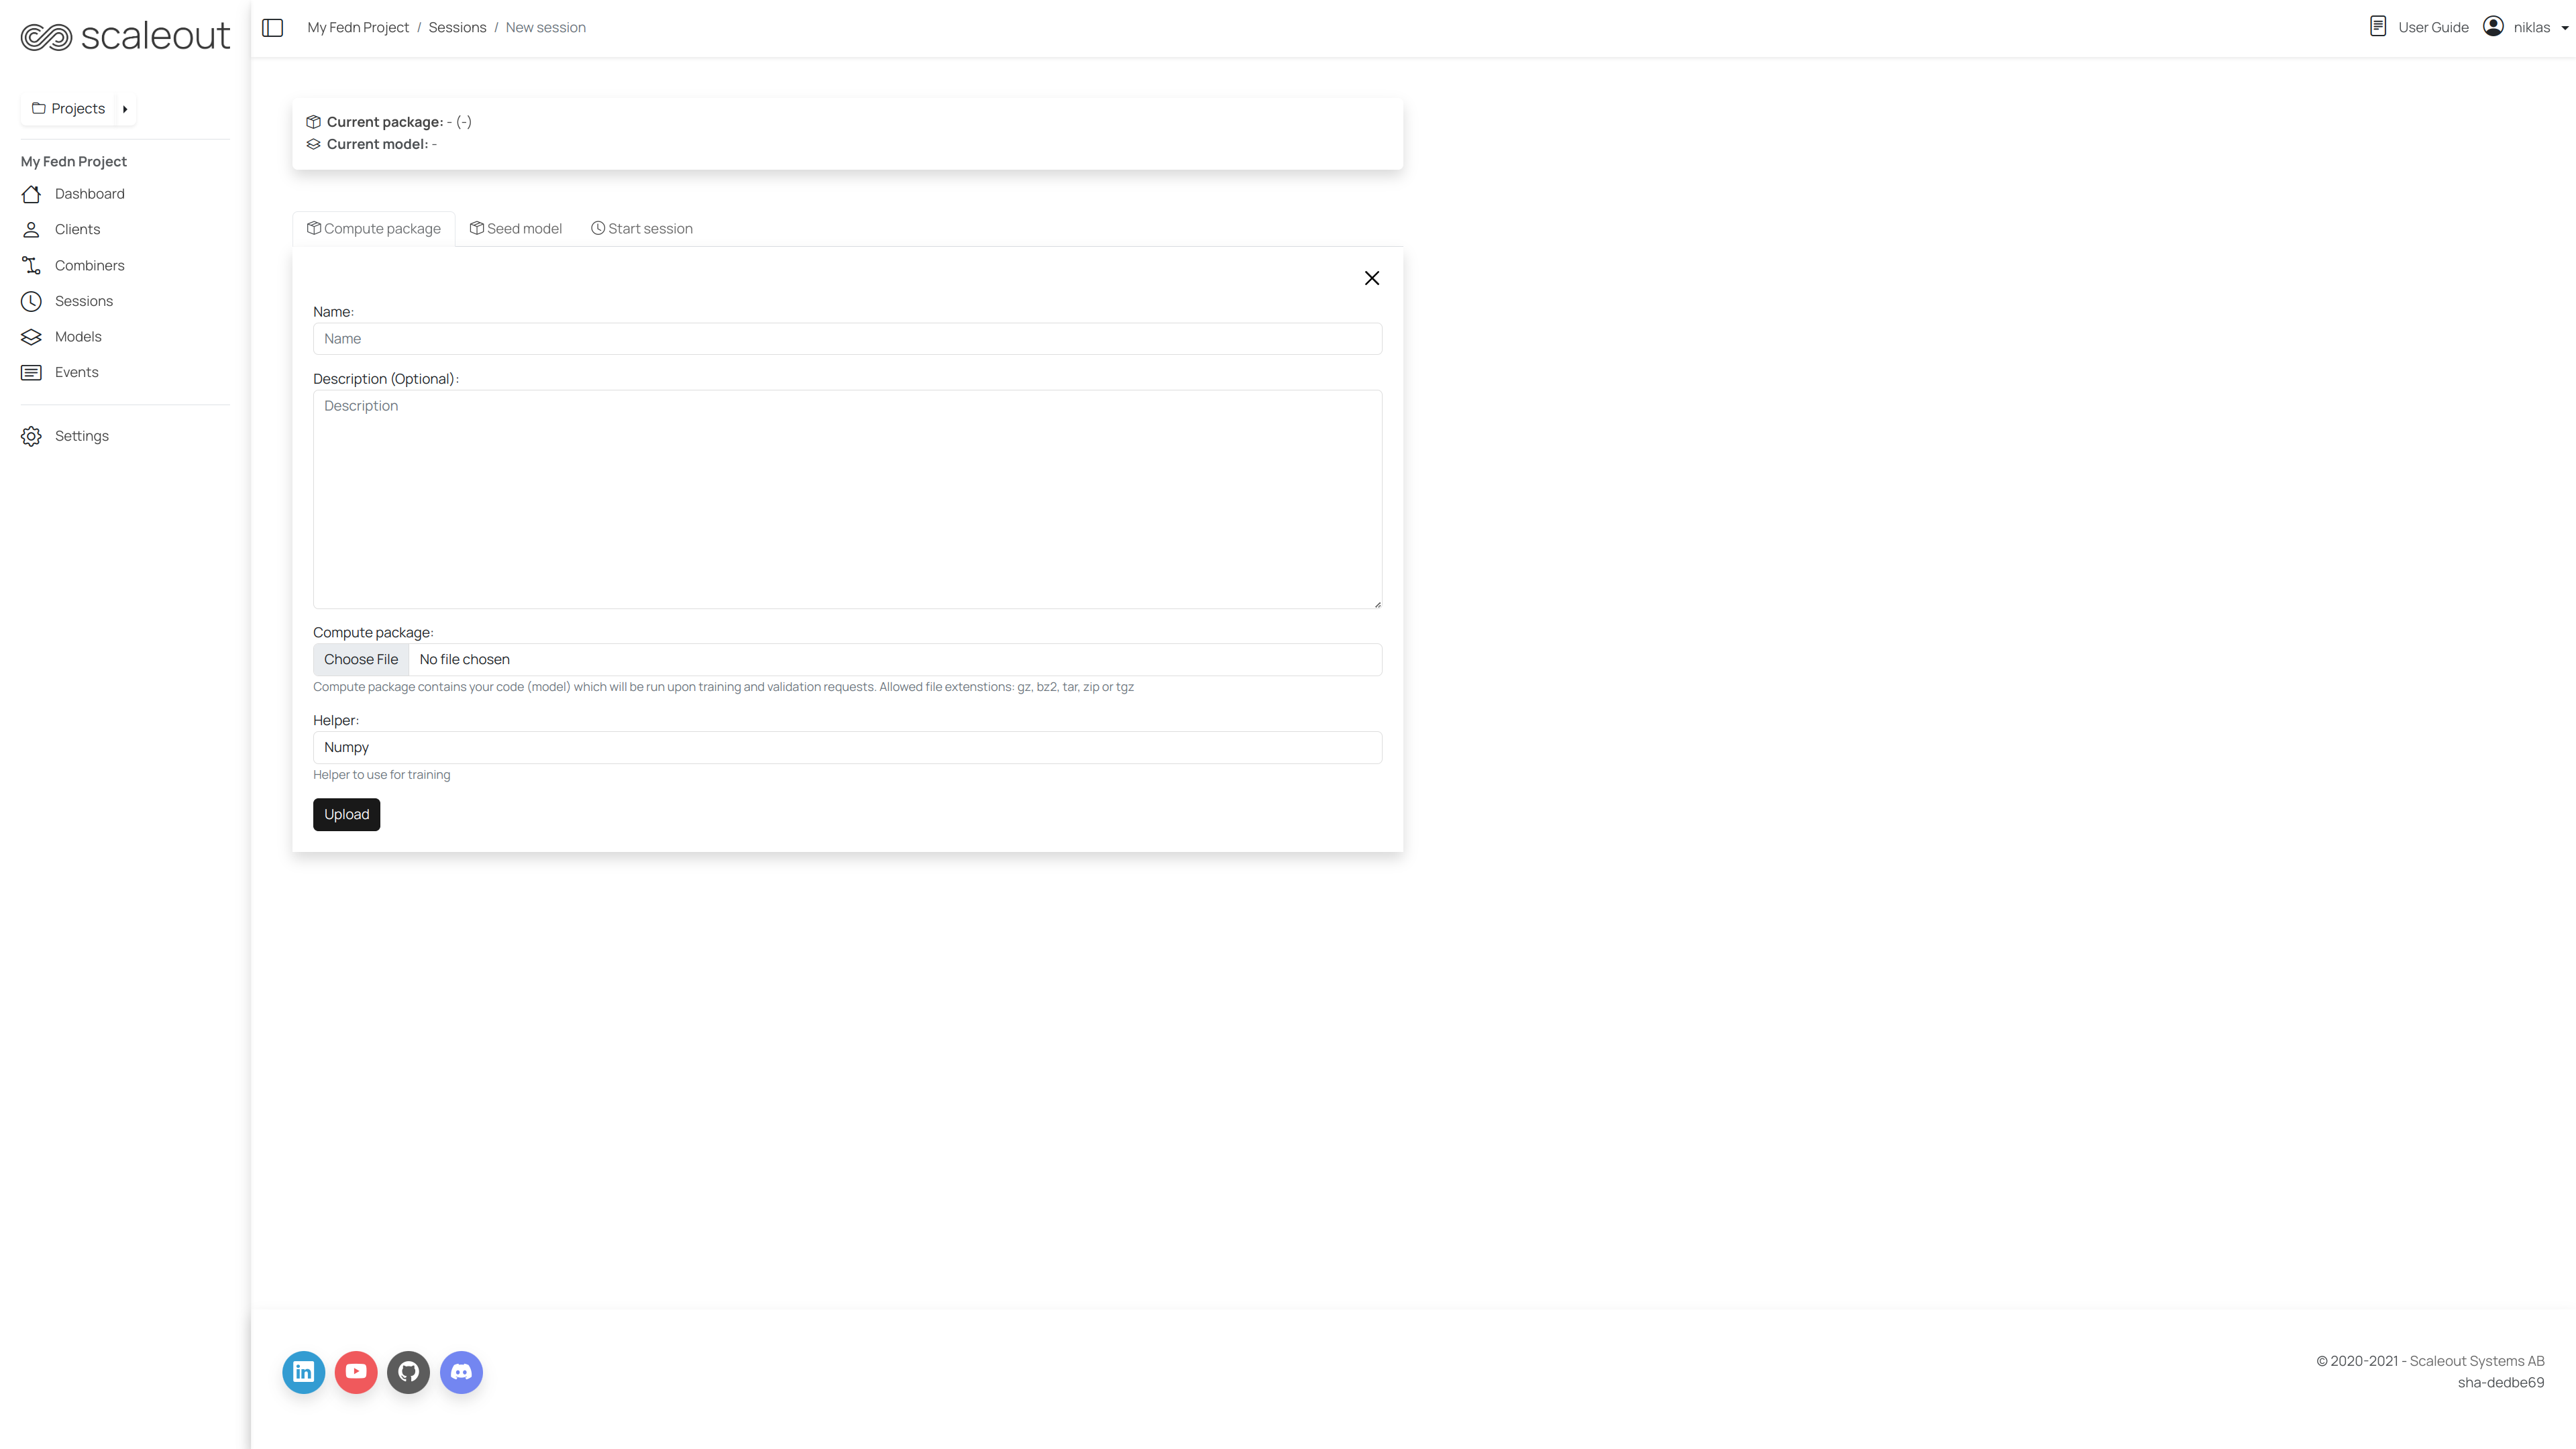 scaleout
My Fedn Project / Sessions / New session
User Guide
niklas
Projects
My Fedn Project
Dashboard
Clients
Combiners
Sessions
Models
Events
Settings
Current package: - (-)
Current model: -
Compute package
Seed model
Start session
Name:
Name
Description (Optional):
Description
Compute package:
Choose File
No file chosen
Compute package contains your code (model) which will be run upon training and validation requests. Allowed file extenstions: gz, bz2, tar, zip or tgz
Helper:
Numpy
Helper to use for training
Upload
in
© 2020-2021 - Scaleout Systems AB
sha-dedbe69